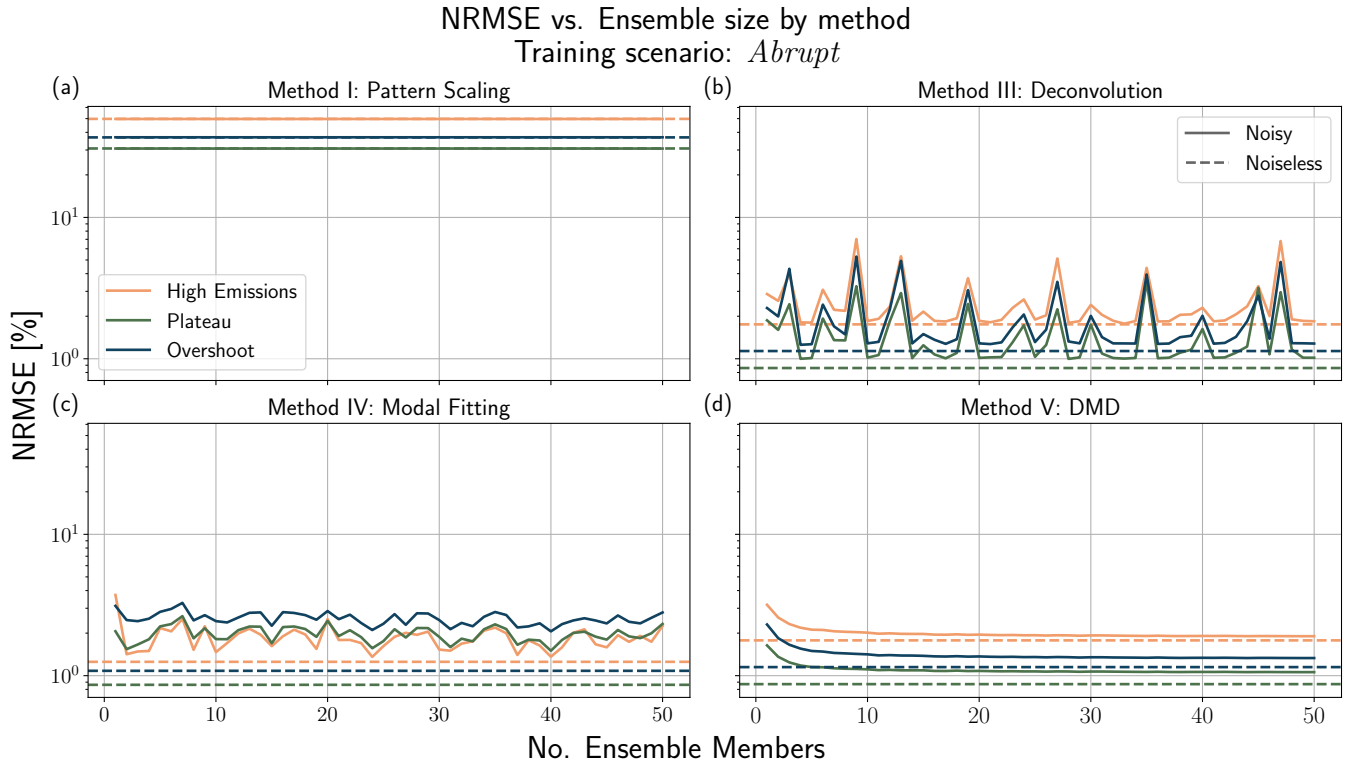 NRMSE vs. Ensemble size by method
Training scenario: Abrupt
(a)
Method I: Pattern Scaling
(b)
Method III: Deconvolution
NRMSE [%]
10^1
10^0
High Emissions
Plateau
Overshoot
Noisy
Noiseless
(c)
Method IV: Modal Fitting
(d)
Method V: DMD
10^1
10^0
0 10 20 30 40 50
0 10 20 30 40 50
No. Ensemble Members